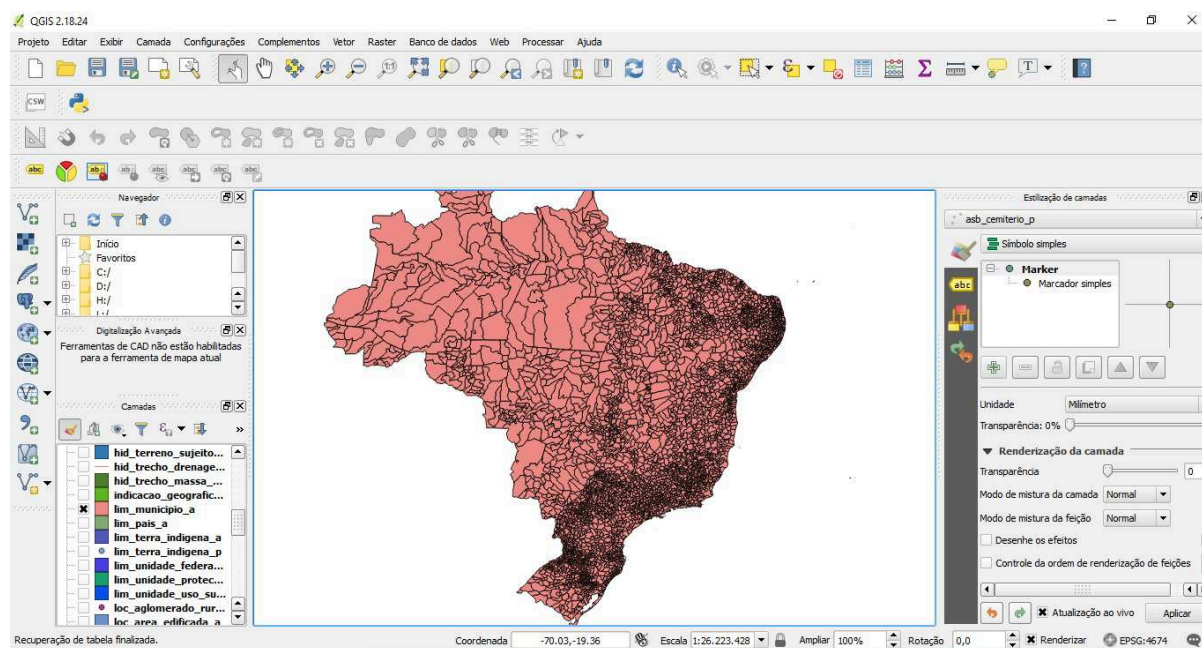 QGIS 2.18.24
Projeto Editar Exibir Camada Configurações Complementos Vetor Raster Banco de dados Web Processar Ajuda
CSW
abc
Navegador
Início
Favoritos
C:/
D:/
H:/
Digitalização Avançada
Ferramentas de CAD não estão habilitadas
para a ferramenta de mapa atual
Camadas
hid_terreno_sujeito...
hid_trecho_drenage...
hid_trecho_massa_...
indicacao_geografic...
lim_municipio_a
lim_pais_a
lim_terra_indigena_a
lim_terra_indigena_p
lim_unidade_federa...
lim_unidade_protec...
lim_unidade_uso_su...
loc_aglomerado_rur...
loc_area_edificada_a
Estilização de camadas
asb_cemiterio_p
Símbolo simples
Marker
Marcador simples
abc
Unidade Milímetro
Transparência: 0%
Renderização da camada
Transparência 0
Modo de mistura da camada Normal
Modo de mistura da feição Normal
Desenhe os efeitos
Controle da ordem de renderização de feições
Atualização ao vivo Aplicar
Recuperação de tabela finalizada. Coordenada -70.03,-19.36 Escala 1:26.223.428 Ampliar 100% Rotação 0,0 Renderizar EPSG:4674